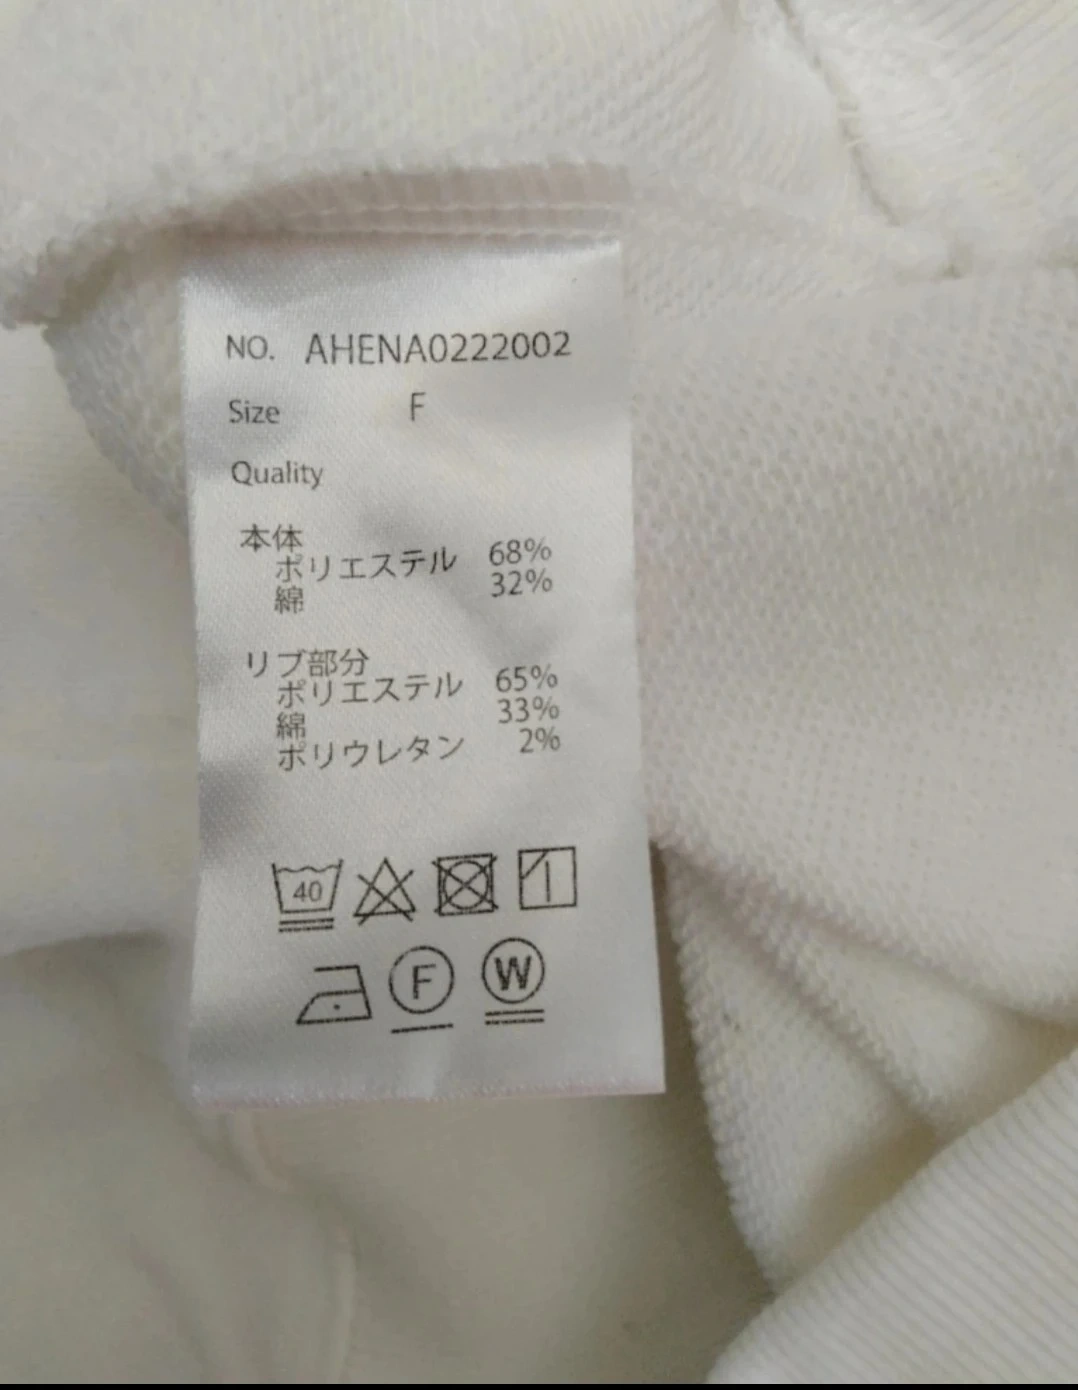 NO. AHENA0222002
Size F
Quality
本体
ポリエステル 68%
綿 32%
リブ部分
ポリエステル 65%
綿 33%
ポリウレタン 2%
40
F
W